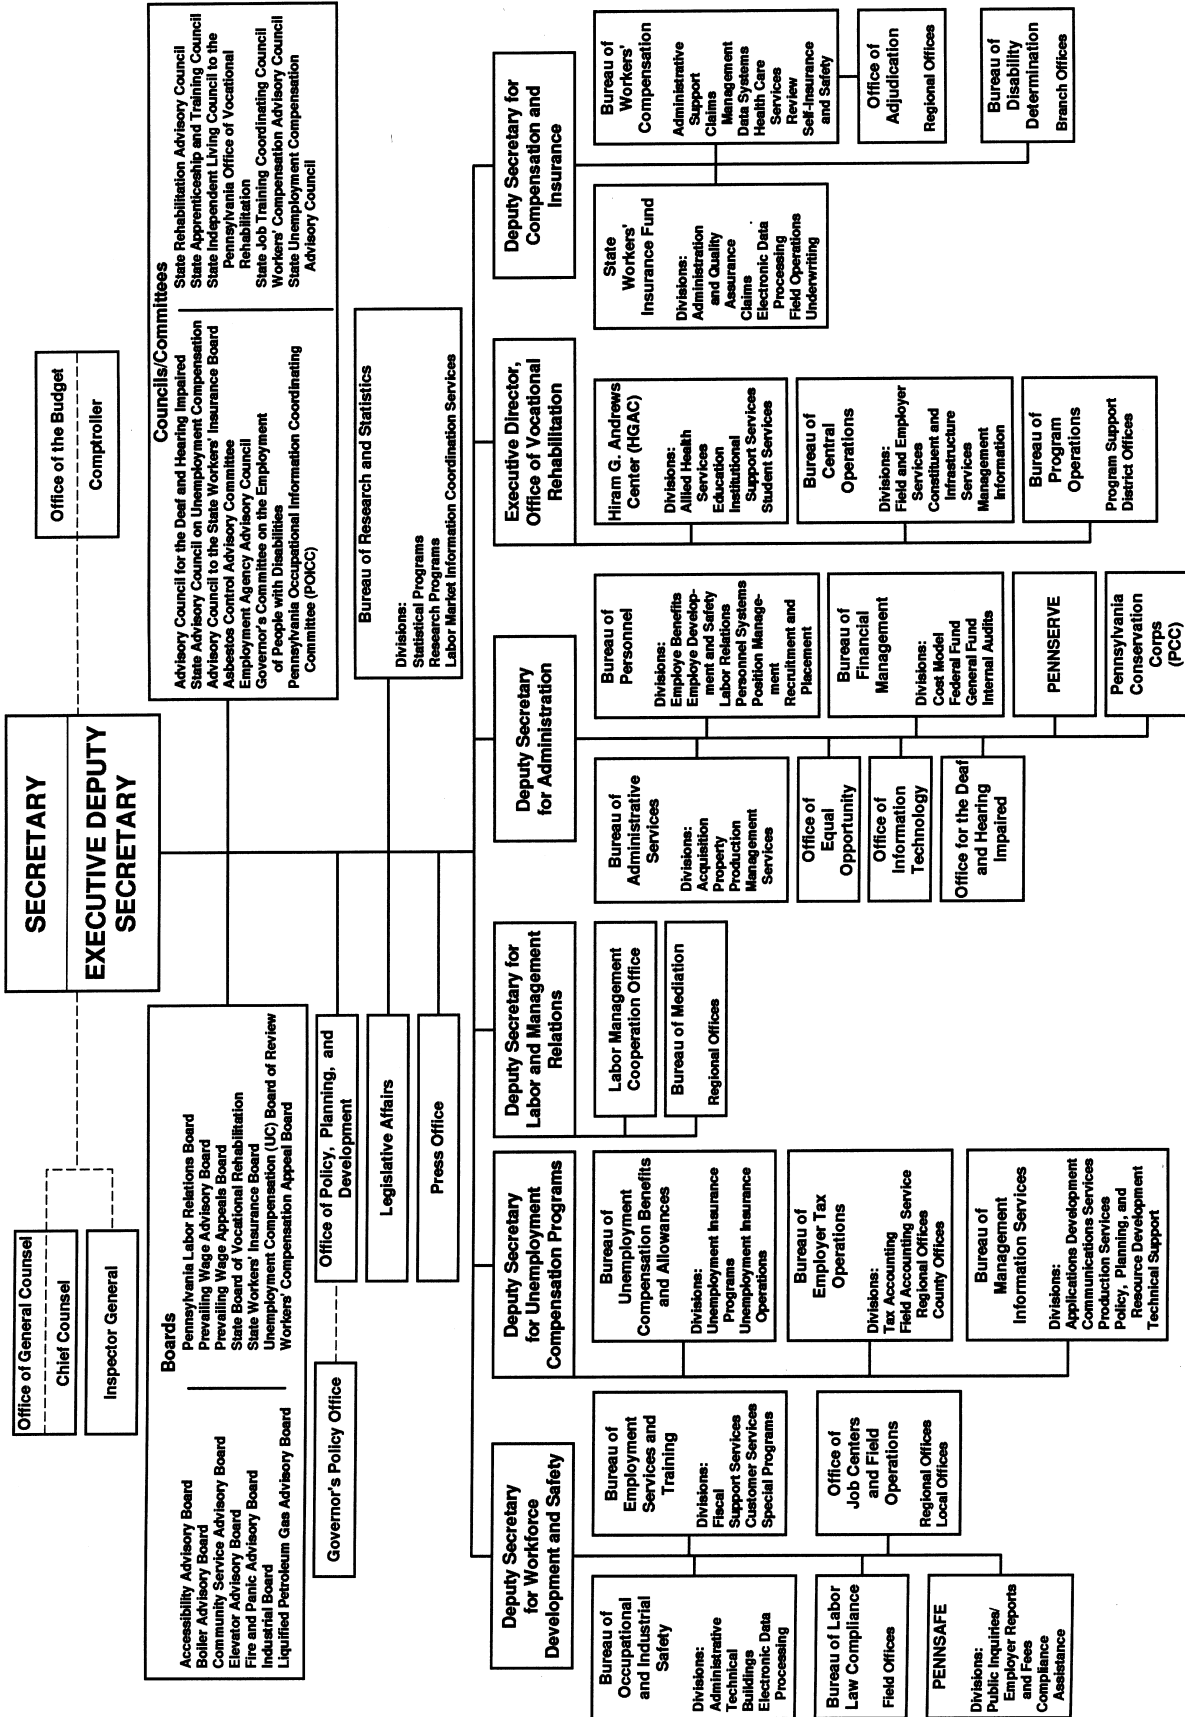 SECRETARY
EXECUTIVE DEPUTY
SECRETARY
Office of General Counsel
Chief Counsel
Inspector General
Office of the Budget
Comptroller
Boards
Accessibility Advisory Board
Boiler Advisory Board
Community Service Advisory Board
Elevator Advisory Board
Fire and Panic Advisory Board
Industrial Board
Liquified Petroleum Gas Advisory Board
Pennsylvania Labor Relations Board
Prevailing Wage Advisory Board
Prevailing Wage Appeals Board
State Board of Vocational Rehabilitation
State Workers' Insurance Board
Unemployment Compensation (UC) Board of Review
Workers' Compensation Appeal Board
Councils/Committees
Advisory Council for the Deaf and Hearing Impaired
State Advisory Council on Unemployment Compensation
Advisory Council to the State Workers' Insurance Board
Asbestos Control Advisory Committee
Employment Agency Advisory Council
Governor's Committee on the Employment
of People with Disabilities
Pennsylvania Occupational Information Coordinating
Committee (POICC)
State Rehabilitation Advisory Council
State Apprenticeship and Training Council
State Independent Living Council to the
Pennsylvania Office of Vocational
Rehabilitation
State Job Training Coordinating Council
Workers' Compensation Advisory Council
State Unemployment Compensation
Advisory Council
Governor's Policy Office
Office of Policy, Planning, and
Development
Legislative Affairs
Press Office
Bureau of Research and Statistics
Divisions:
Statistical Programs
Research Programs
Labor Market Information Coordination Services
Deputy Secretary
for Workforce
Development and Safety
Bureau of
Occupational
and Industrial
Safety
Divisions:
Administrative
Technical
Buildings
Electronic Data
Processing
Bureau of Labor
Law Compliance
Field Offices
PENNSAFE
Divisions:
Public Inquiries/
Employer Reports
and Fees
Compliance
Assistance
Bureau of
Employment
Services and
Training
Divisions:
Fiscal
Support Services
Customer Services
Special Programs
Office of
Job Centers
and Field
Operations
Regional Offices
Local Offices
Deputy Secretary
for Unemployment
Compensation Programs
Bureau of
Unemployment
Compensation Benefits
and Allowances
Divisions:
Unemployment Insurance
Programs
Unemployment Insurance
Operations
Bureau of
Employer Tax
Operations
Divisions:
Tax Accounting
Field Accounting Service
Regional Offices
County Offices
Bureau of
Management
Information Services
Divisions:
Applications Development
Communications Services
Production Services
Policy, Planning, and
Resource Development
Technical Support
Deputy Secretary for
Labor and Management
Relations
Labor Management
Cooperation Office
Bureau of Mediation
Regional Offices
Deputy Secretary
for Administration
Bureau of
Administrative
Services
Divisions:
Acquisition
Property
Production
Management
Services
Office of
Equal
Opportunity
Office of
Information
Technology
Office for the Deaf
and Hearing
Impaired
Bureau of
Personnel
Divisions:
Employe Benefits
Employe Develop-
ment and Safety
Labor Relations
Personnel Systems
Position Manage-
ment
Recruitment and
Placement
Bureau of
Financial
Management
Divisions:
Cost Model
Federal Fund
General Fund
Internal Audits
PENNSERVE
Pennsylvania
Conservation
Corps
(PCC)
Executive Director,
Office of Vocational
Rehabilitation
Hiram G. Andrews
Center (HGAC)
Divisions:
Allied Health
Services
Education
Institutional
Support Services
Student Services
Bureau of
Central
Operations
Divisions:
Field and Employer
Services
Constituent and
Infrastructure
Services
Management
Information
Bureau of
Program
Operations
Program Support
District Offices
Deputy Secretary for
Compensation and
Insurance
State
Workers'
Insurance Fund
Divisions:
Administration
and Quality
Assurance
Claims
Electronic Data
Processing
Field Operations
Underwriting
Bureau of
Workers'
Compensation
Administrative
Support
Claims
Management
Data Systems
Health Care
Services
Review
Self-Insurance
and Safety
Office of
Adjudication
Regional Offices
Bureau of
Disability
Determination
Branch Offices